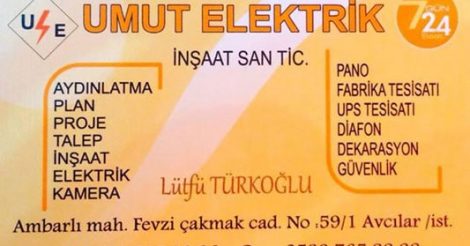 U E
UMUT ELEKTRİK
7 GÜN
24
İNŞAAT SAN TİC.
AYDINLATMA
PLAN
PROJE
TALEP
İNŞAAT
ELEKTRİK
KAMERA
PANO
FABRİKA TESİSATI
UPS TESİSATI
DİAFON
DEKARASYON
GÜVENLİK
Lütfü TÜRKOĞLU
Ambarlı mah. Fevzi çakmak cad. No :59/1 Avcılar /ist.